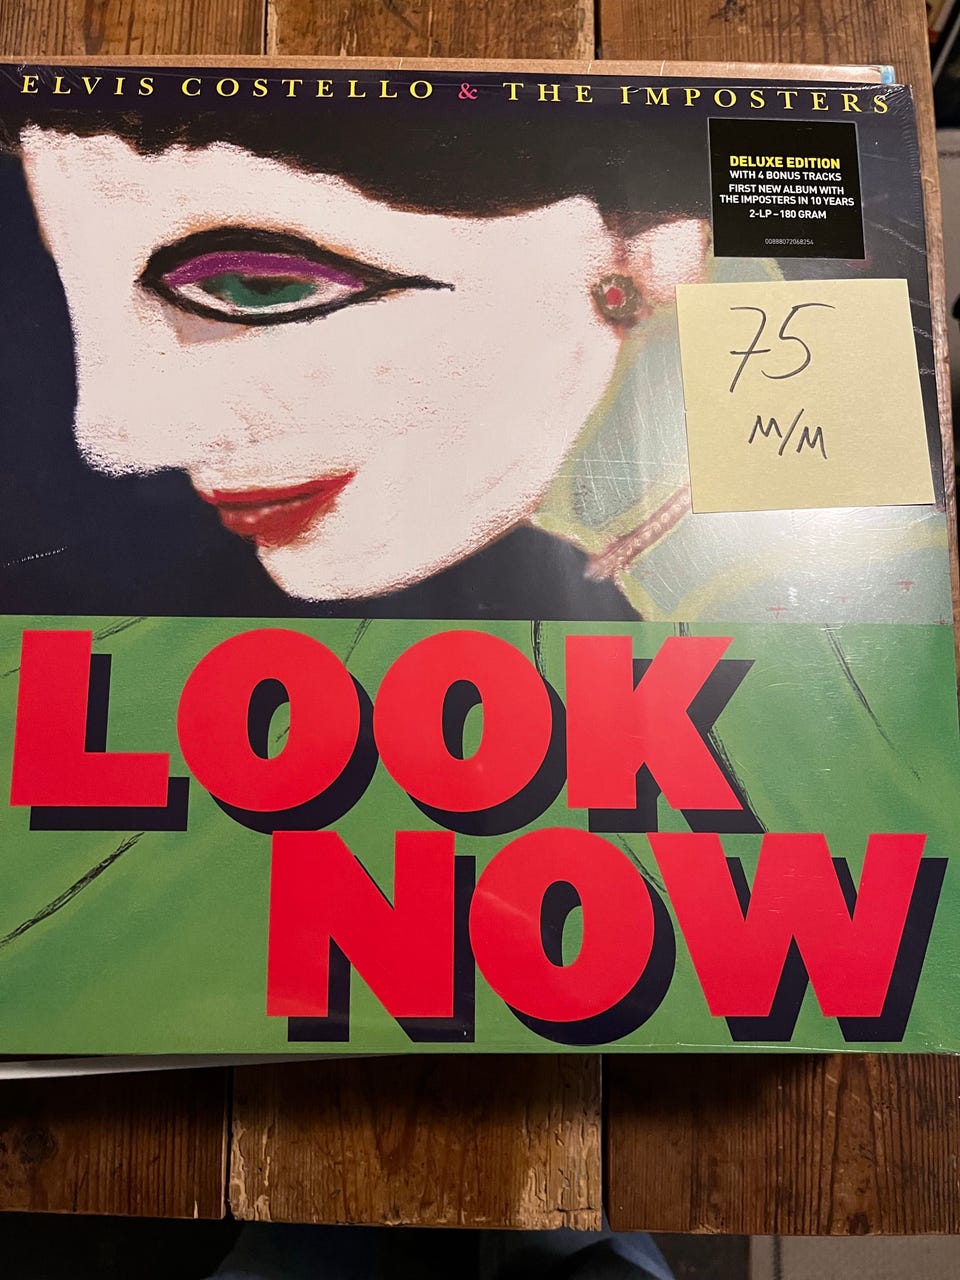 ELVIS COSTELLO & THE IMPOSTERS
DELUXE EDITION
WITH 4 BONUS TRACKS
FIRST NEW ALBUM WITH
THE IMPOSTERS IN 10 YEARS
2-LP – 180 GRAM
00888072068254
75
M/M
LOOK
NOW